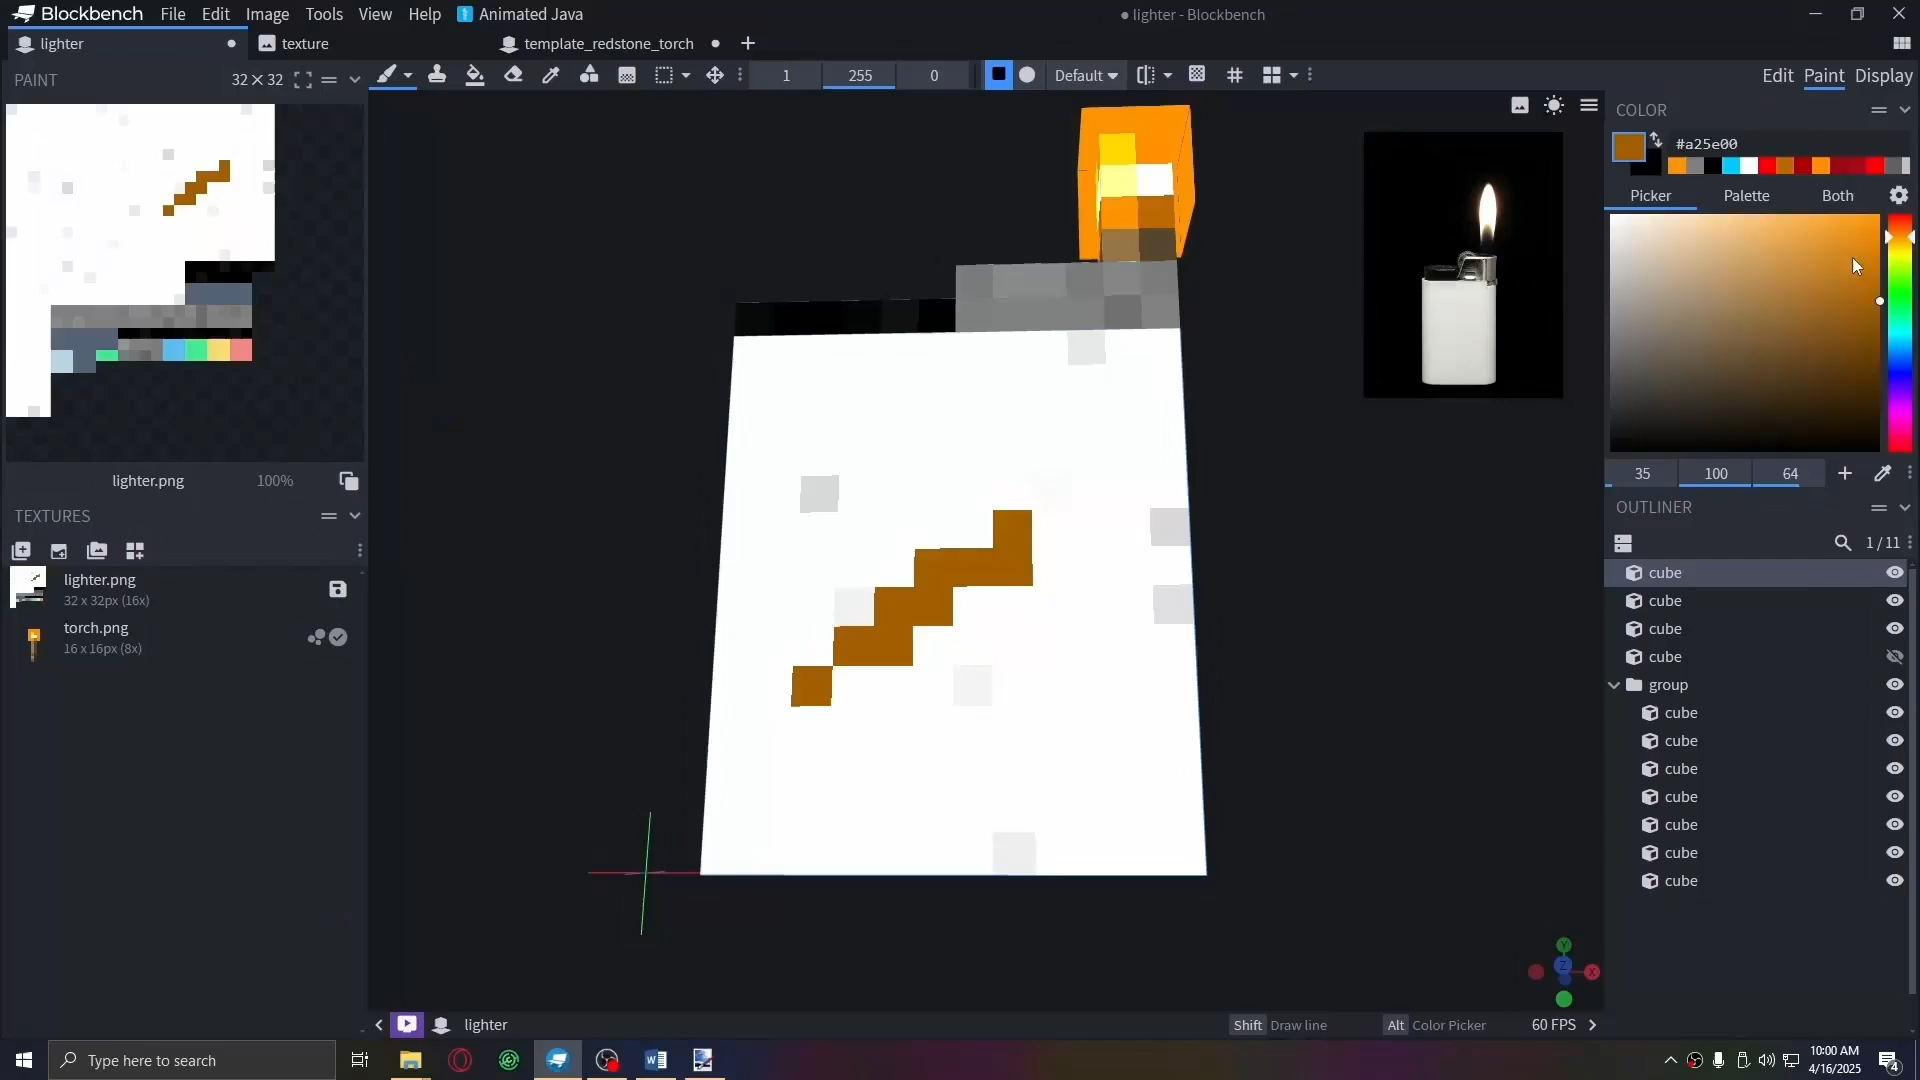 Blockbench File Edit Image Tools View Help Animated Java
lighter - Blockbench
lighter texture template_redstone_torch
PAINT 32 × 32
1 255 0 Default
Edit Paint Display
COLOR
#a25e00
Picker Palette Both
35 100 64
lighter.png 100%
TEXTURES
lighter.png
32 x 32px (16x)
torch.png
16 x 16px (8x)
OUTLINER
1 / 11
cube
cube
cube
cube
group
cube
cube
cube
cube
cube
cube
cube
Y
Z
X
lighter
Shift Draw line Alt Color Picker 60 FPS
Type here to search
10:00 AM
4/16/2025
4